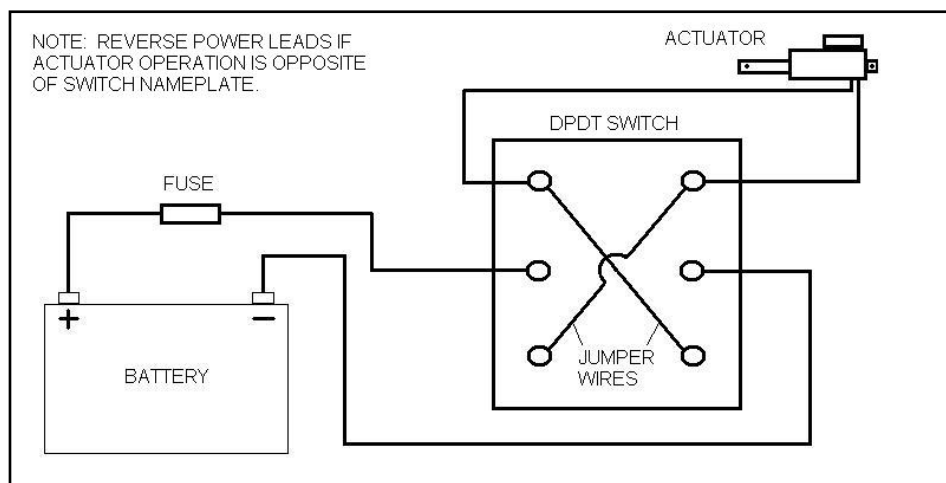 NOTE: REVERSE POWER LEADS IF
ACTUATOR OPERATION IS OPPOSITE
OF SWITCH NAMEPLATE.
ACTUATOR
DPDT SWITCH
FUSE
+
−
BATTERY
JUMPER
WIRES